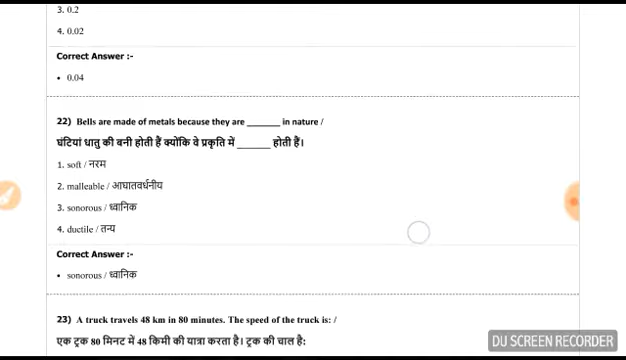 3. 0.2
4. 0.02
Correct Answer :-
• 0.04
22) Bells are made of metals because they are _______ in nature /
घंटियां धातु की बनी होती हैं क्योंकि वे प्रकृति में _______ होती हैं।
1. soft / नरम
2. malleable / आघातवर्धनीय
3. sonorous / ध्वानिक
4. ductile / तन्य
Correct Answer :-
• sonorous / ध्वानिक
23) A truck travels 48 km in 80 minutes. The speed of the truck is: /
एक ट्रक 80 मिनट में 48 किमी की यात्रा करता है। ट्रक की चाल है:
DU SCREEN RECORDER